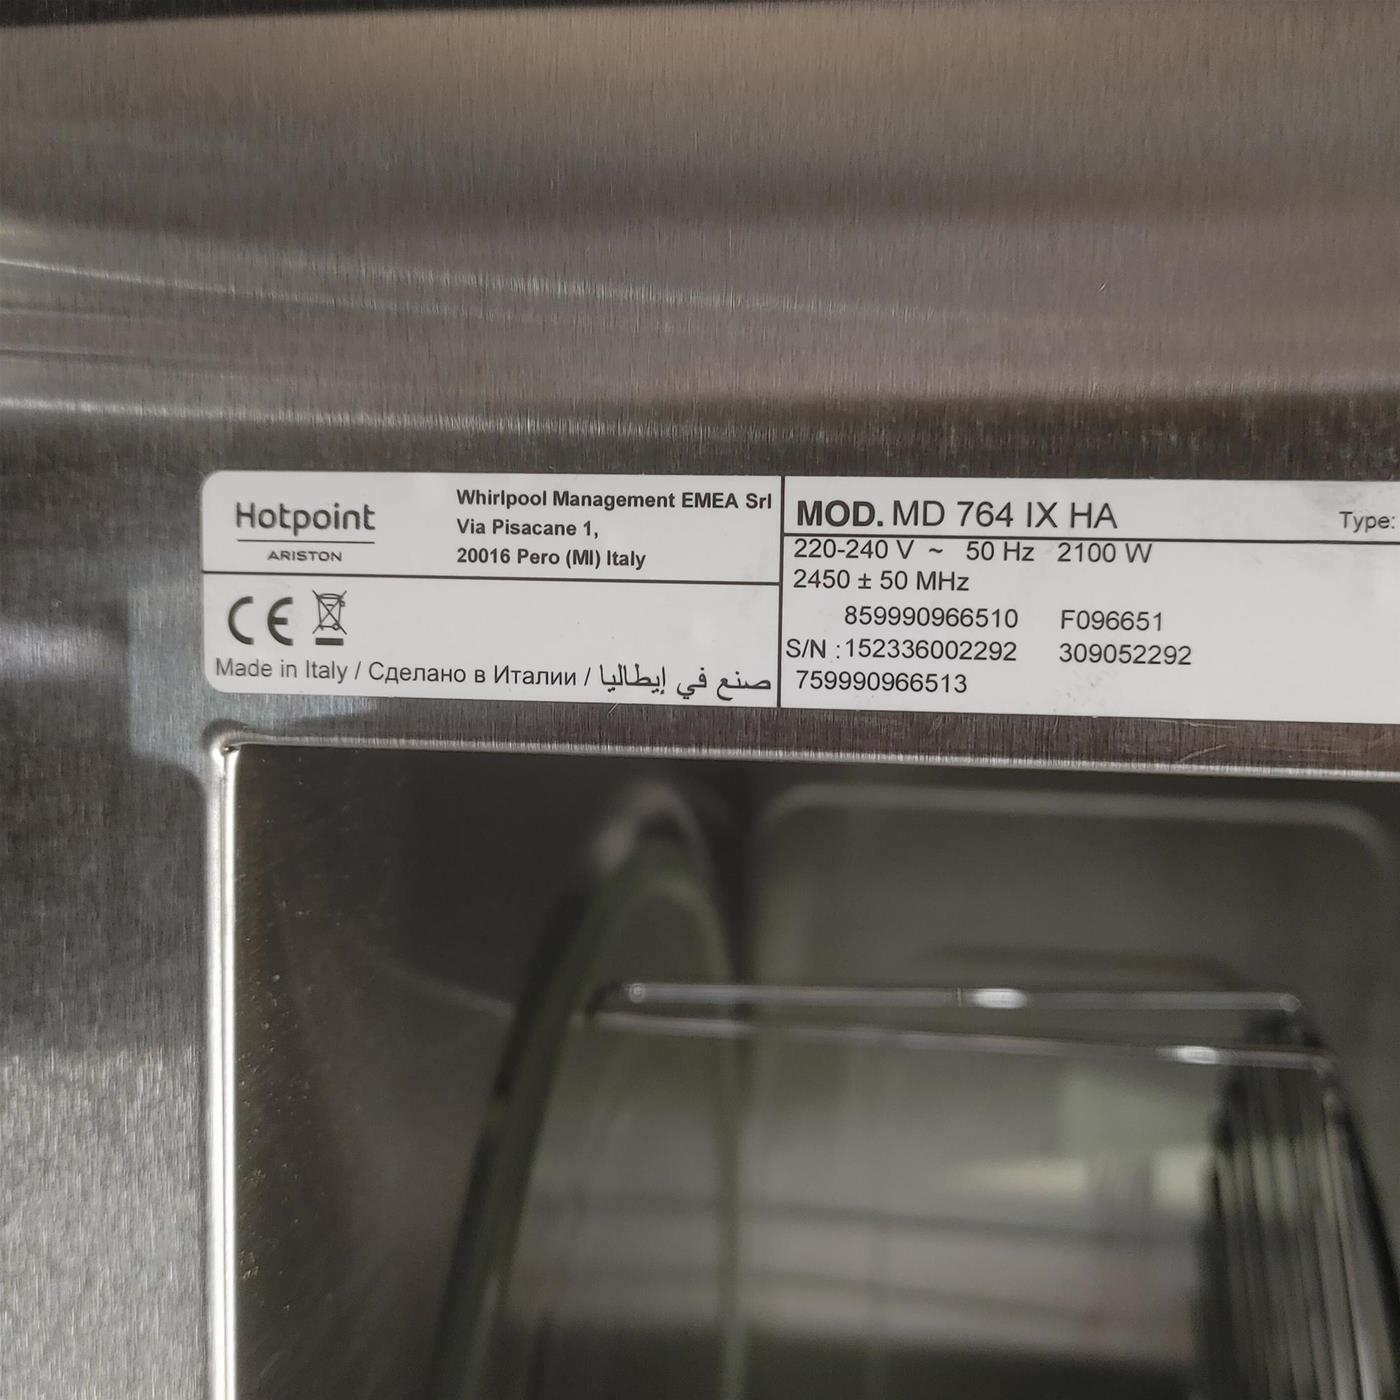 Hotpoint
ARISTON
Whirlpool Management EMEA Srl
Via Pisacane 1,
20016 Pero (MI) Italy
CE
Made in Italy / Сделано в Италии / صنع في إيطاليا
MOD. MD 764 IX HA
Type:
220-240 V ~ 50 Hz 2100 W
2450 ± 50 MHz
859990966510 F096651
S/N :152336002292 309052292
759990966513